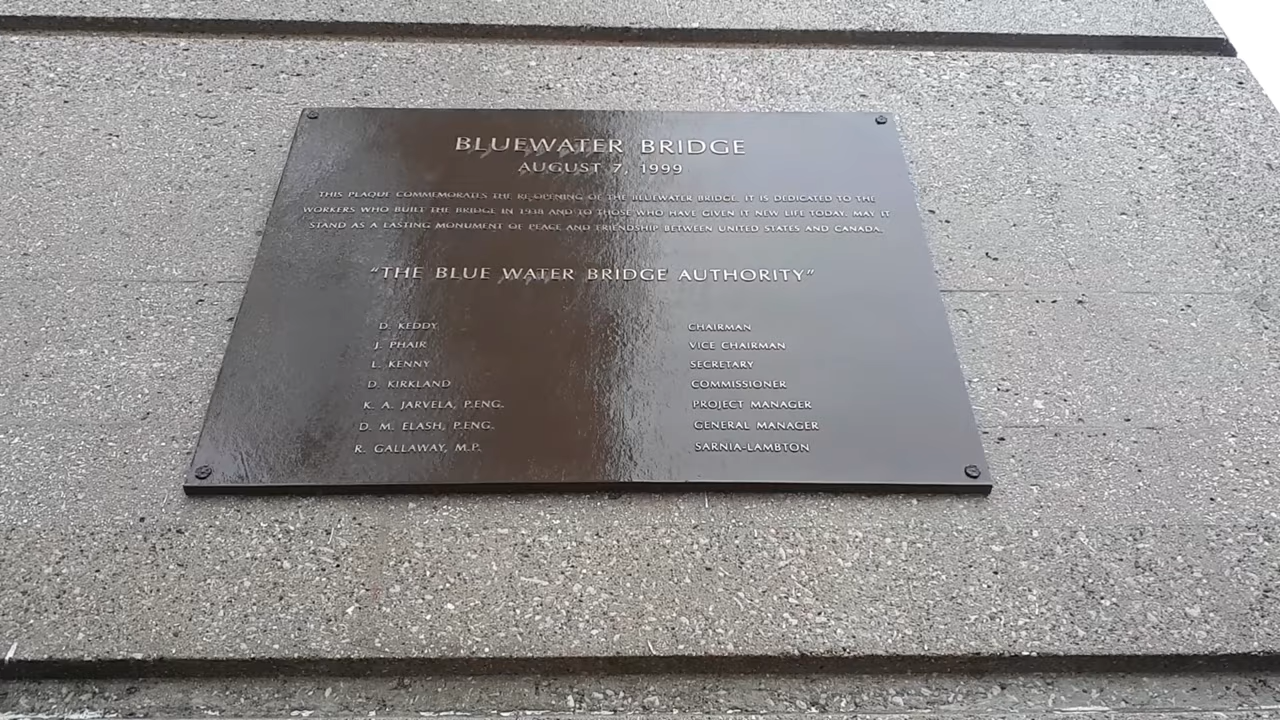 BLUEWATER BRIDGE
AUGUST 7, 1999
THIS PLAQUE COMMEMORATES THE RE-OPENING OF THE BLUEWATER BRIDGE. IT IS DEDICATED TO THE
WORKERS WHO BUILT THE BRIDGE IN 1938 AND TO THOSE WHO HAVE GIVEN IT NEW LIFE TODAY. MAY IT
STAND AS A LASTING MONUMENT OF PEACE AND FRIENDSHIP BETWEEN UNITED STATES AND CANADA.
"THE BLUE WATER BRIDGE AUTHORITY"
D. KEDDY CHAIRMAN
J. PHAIR VICE CHAIRMAN
L. KENNY SECRETARY
D. KIRKLAND COMMISSIONER
K. A. JARVELA, P.ENG. PROJECT MANAGER
D. M. ELASH, P.ENG. GENERAL MANAGER
R. GALLAWAY, M.P. SARNIA-LAMBTON